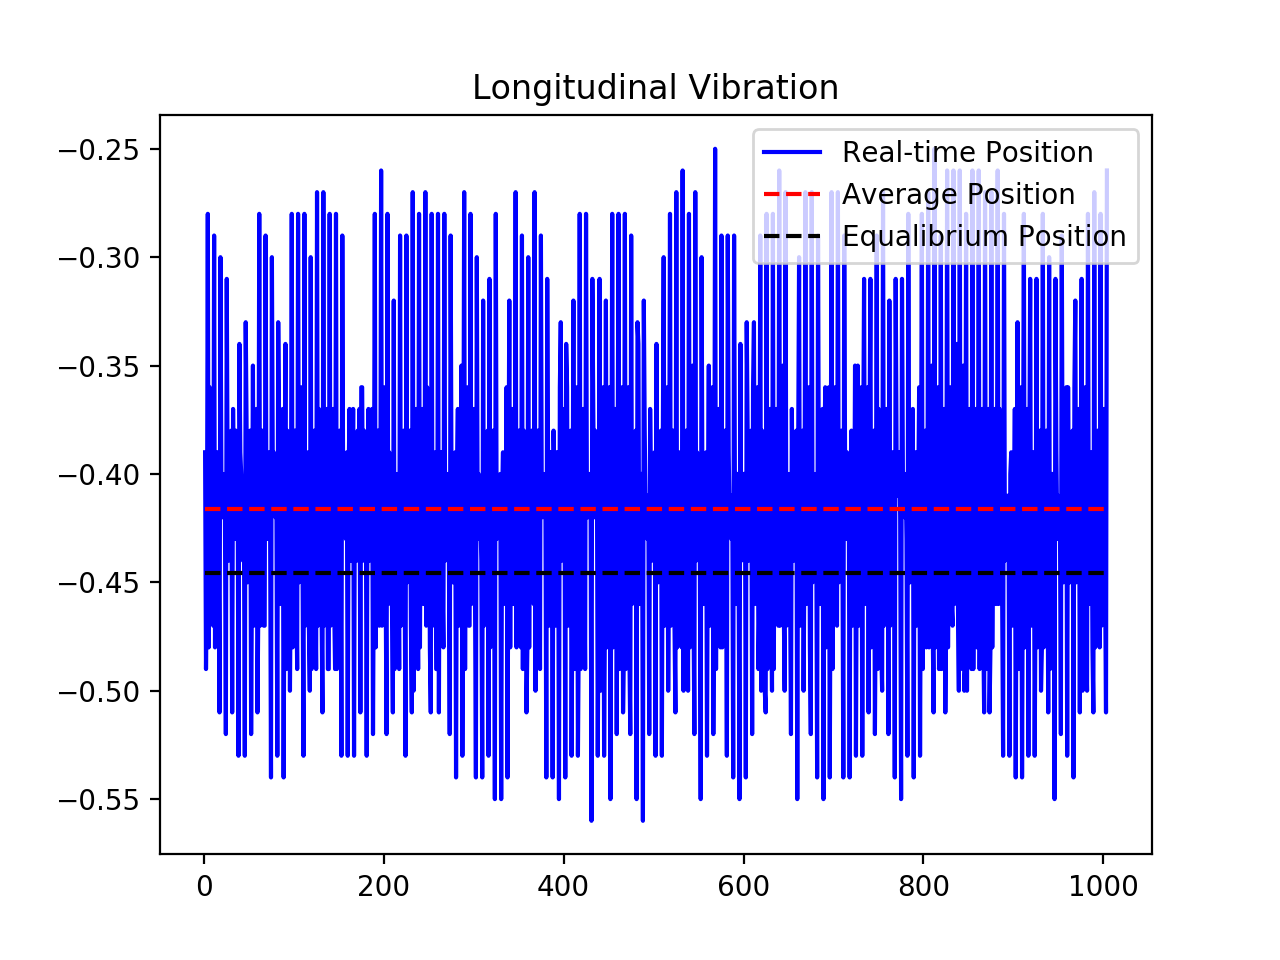 Longitudinal Vibration
Real-time Position
Average Position
Equalibrium Position
−0.25
−0.30
−0.35
−0.40
−0.45
−0.50
−0.55
0 200 400 600 800 1000